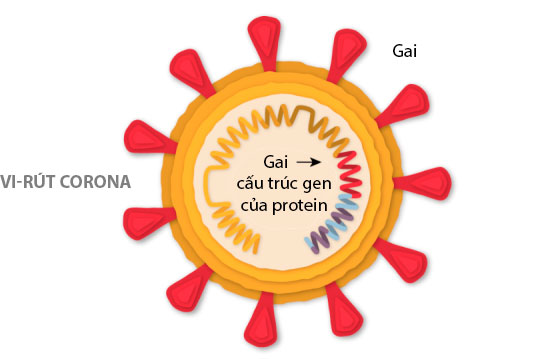 Gai
VI-RÚT CORONA
Gai
cấu trúc gen
của protein